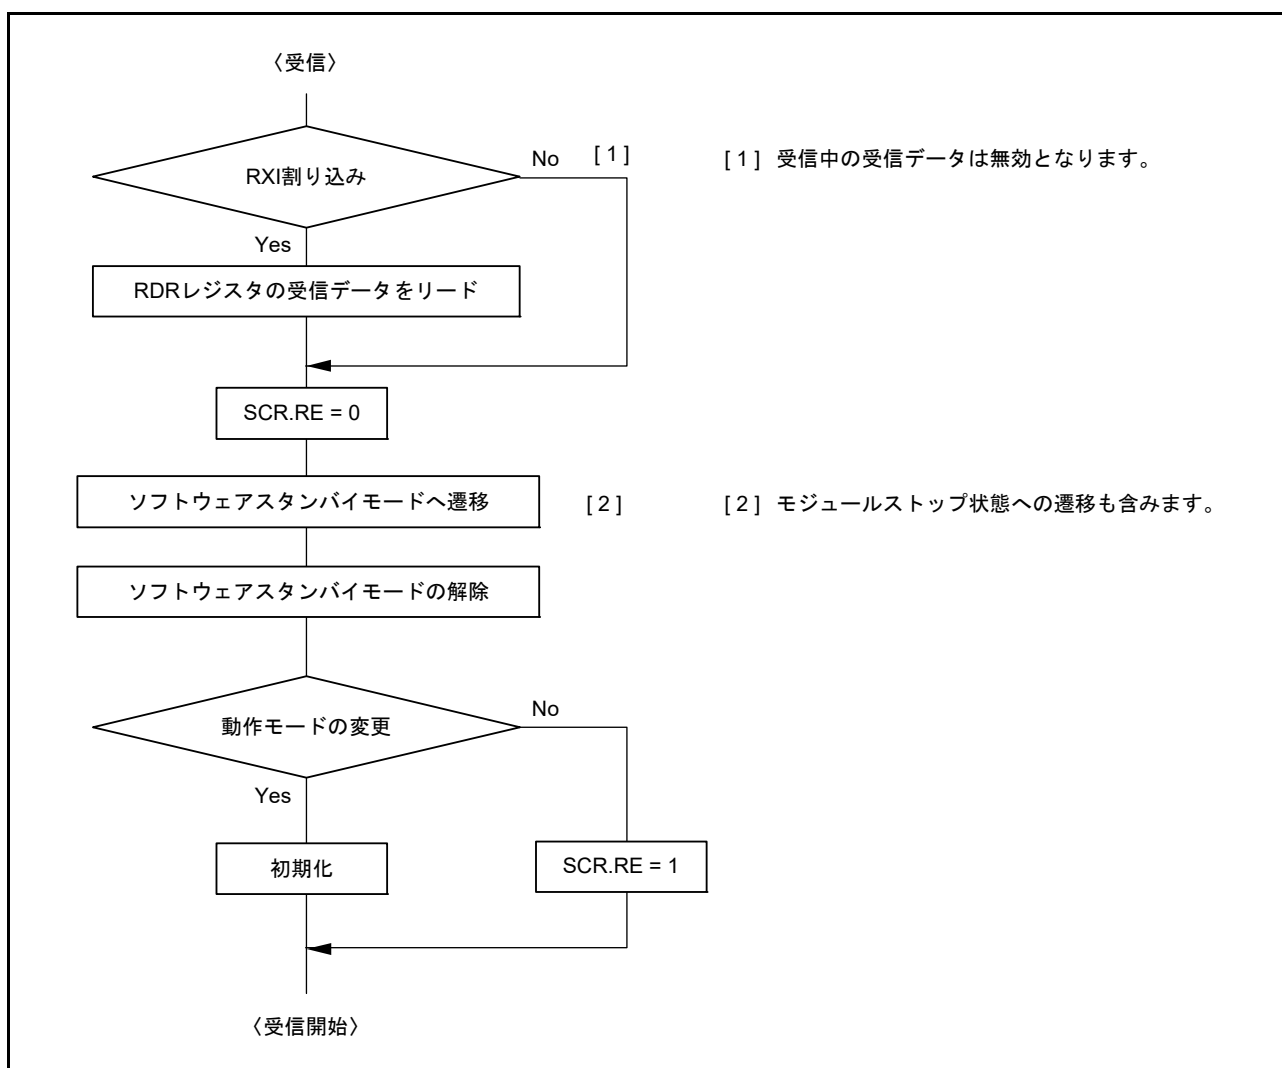 〈受信〉
RXI割り込み
No
[ 1 ]
[ 1 ] 受信中の受信データは無効となります。
Yes
RDRレジスタの受信データをリード
SCR.RE = 0
ソフトウェアスタンバイモードへ遷移
[ 2 ]
[ 2 ] モジュールストップ状態への遷移も含みます。
ソフトウェアスタンバイモードの解除
動作モードの変更
No
Yes
初期化
SCR.RE = 1
〈受信開始〉